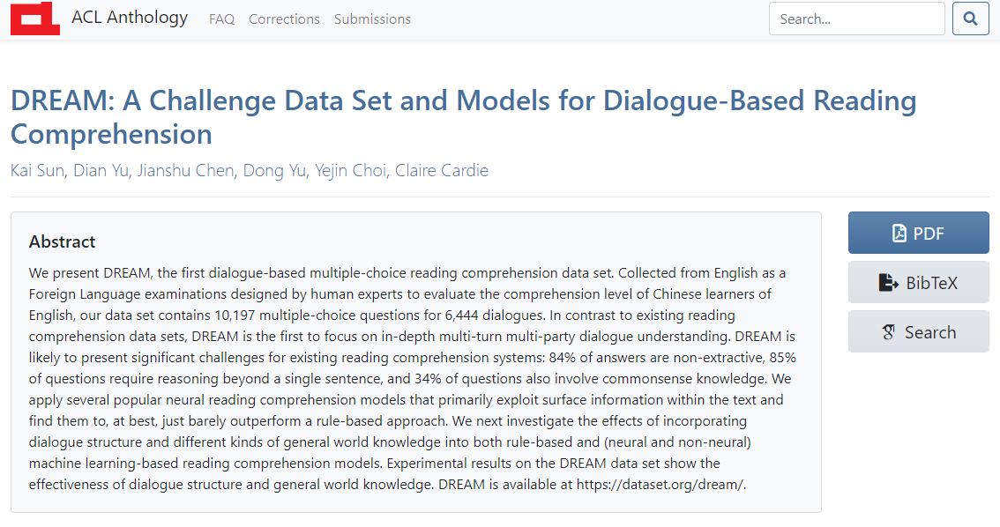 ACL Anthology FAQ Corrections Submissions Search...
DREAM: A Challenge Data Set and Models for Dialogue-Based Reading
Comprehension
Kai Sun, Dian Yu, Jianshu Chen, Dong Yu, Yejin Choi, Claire Cardie
Abstract
We present DREAM, the first dialogue-based multiple-choice reading comprehension data set. Collected from English as a
Foreign Language examinations designed by human experts to evaluate the comprehension level of Chinese learners of
English, our data set contains 10,197 multiple-choice questions for 6,444 dialogues. In contrast to existing reading
comprehension data sets, DREAM is the first to focus on in-depth multi-turn multi-party dialogue understanding. DREAM is
likely to present significant challenges for existing reading comprehension systems: 84% of answers are non-extractive, 85%
of questions require reasoning beyond a single sentence, and 34% of questions also involve commonsense knowledge. We
apply several popular neural reading comprehension models that primarily exploit surface information within the text and
find them to, at best, just barely outperform a rule-based approach. We next investigate the effects of incorporating
dialogue structure and different kinds of general world knowledge into both rule-based and (neural and non-neural)
machine learning-based reading comprehension models. Experimental results on the DREAM data set show the
effectiveness of dialogue structure and general world knowledge. DREAM is available at https://dataset.org/dream/.
PDF
BibTeX
Search